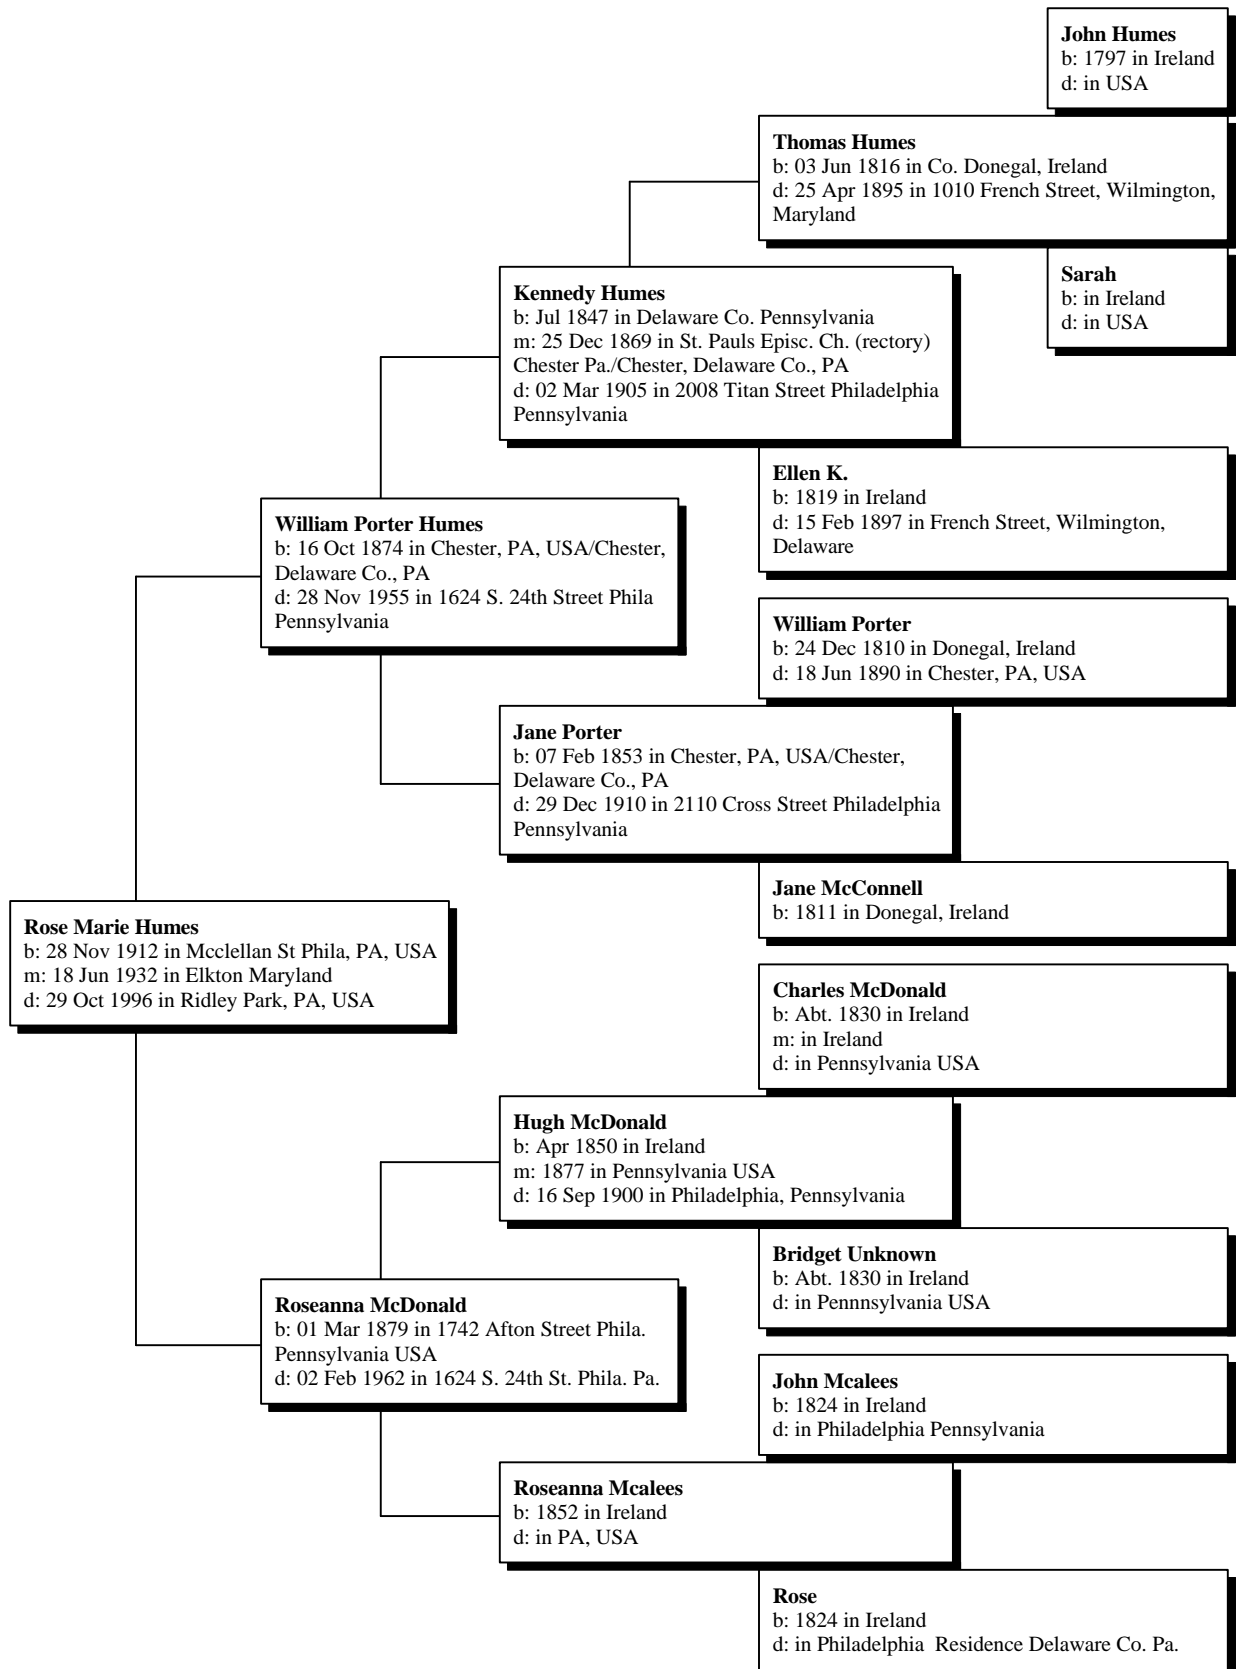 John Humes
b: 1797 in Ireland
d: in USA
Thomas Humes
b: 03 Jun 1816 in Co. Donegal, Ireland
d: 25 Apr 1895 in 1010 French Street, Wilmington,
Maryland
Sarah
b: in Ireland
d: in USA
Kennedy Humes
b: Jul 1847 in Delaware Co. Pennsylvania
m: 25 Dec 1869 in St. Pauls Episc. Ch. (rectory)
Chester Pa./Chester, Delaware Co., PA
d: 02 Mar 1905 in 2008 Titan Street Philadelphia
Pennsylvania
Ellen K.
b: 1819 in Ireland
d: 15 Feb 1897 in French Street, Wilmington,
Delaware
William Porter Humes
b: 16 Oct 1874 in Chester, PA, USA/Chester,
Delaware Co., PA
d: 28 Nov 1955 in 1624 S. 24th Street Phila
Pennsylvania
William Porter
b: 24 Dec 1810 in Donegal, Ireland
d: 18 Jun 1890 in Chester, PA, USA
Jane Porter
b: 07 Feb 1853 in Chester, PA, USA/Chester,
Delaware Co., PA
d: 29 Dec 1910 in 2110 Cross Street Philadelphia
Pennsylvania
Jane McConnell
b: 1811 in Donegal, Ireland
Rose Marie Humes
b: 28 Nov 1912 in Mcclellan St Phila, PA, USA
m: 18 Jun 1932 in Elkton Maryland
d: 29 Oct 1996 in Ridley Park, PA, USA
Charles McDonald
b: Abt. 1830 in Ireland
m: in Ireland
d: in Pennsylvania USA
Hugh McDonald
b: Apr 1850 in Ireland
m: 1877 in Pennsylvania USA
d: 16 Sep 1900 in Philadelphia, Pennsylvania
Bridget Unknown
b: Abt. 1830 in Ireland
d: in Pennnsylvania USA
Roseanna McDonald
b: 01 Mar 1879 in 1742 Afton Street Phila.
Pennsylvania USA
d: 02 Feb 1962 in 1624 S. 24th St. Phila. Pa.
John Mcalees
b: 1824 in Ireland
d: in Philadelphia Pennsylvania
Roseanna Mcalees
b: 1852 in Ireland
d: in PA, USA
Rose
b: 1824 in Ireland
d: in Philadelphia  Residence Delaware Co. Pa.